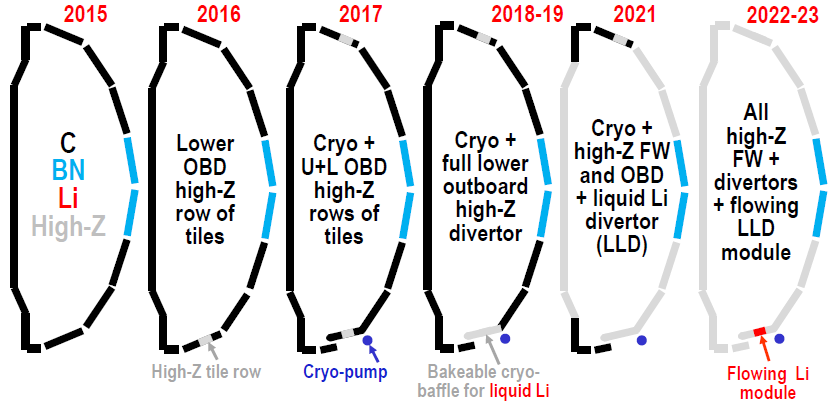 2015
2016
2017
2018-19
2021
2022-23
C
BN
Li
High-Z
Lower
OBD
high-Z
row of
tiles
Cryo +
U+L OBD
high-Z
rows of
tiles
Cryo +
full lower
outboard
high-Z
divertor
Cryo +
high-Z FW
and OBD
+ liquid Li
divertor
(LLD)
All
high-Z
FW +
divertors
+ flowing
LLD
module
High-Z tile row
Cryo-pump
Bakeable cryo-
baffle for liquid Li
Flowing Li
module